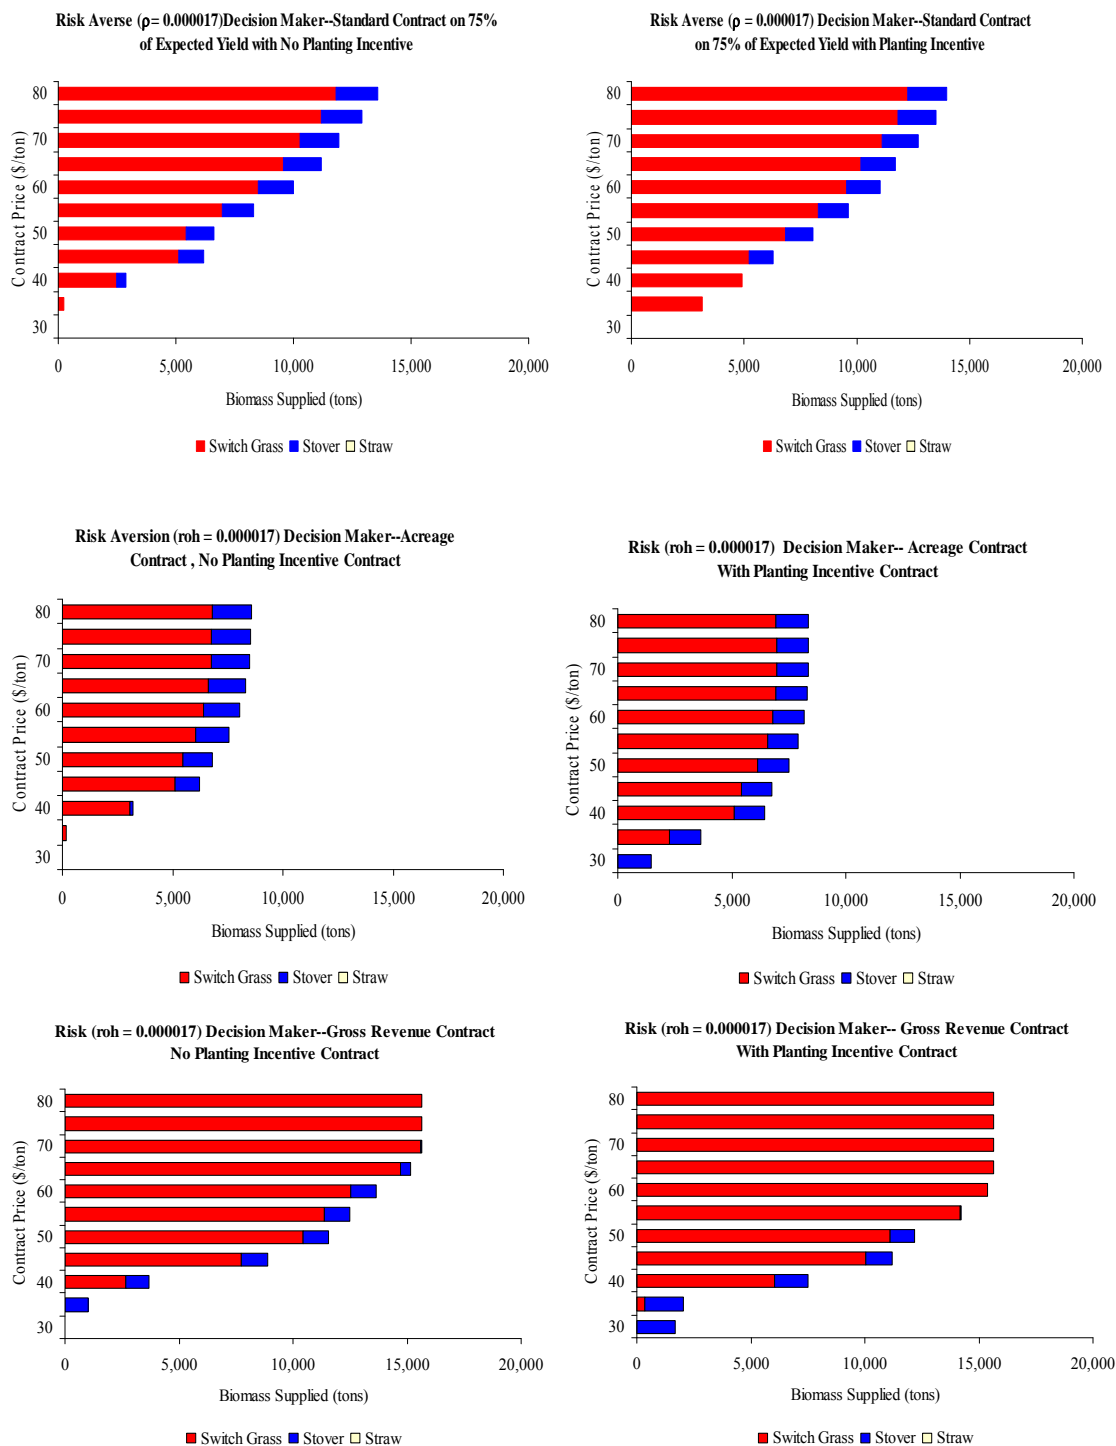 Risk Averse (ρ= 0.000017)Decision Maker--Standard Contract on 75%
of Expected Yield with No Planting Incentive
Contract Price ($/ton)
80
70
60
50
40
30
0 5,000 10,000 15,000 20,000
Biomass Supplied (tons)
Switch Grass Stover Straw
Risk Averse (ρ = 0.000017) Decision Maker--Standard Contract
on 75% of Expected Yield with Planting Incentive
Contract Price ($/ton)
80
70
60
50
40
30
0 5,000 10,000 15,000 20,000
Biomass Supplied (tons)
Switch Grass Stover Straw
Risk Aversion (roh = 0.000017) Decision Maker--Acreage
Contract , No Planting Incentive Contract
Contract Price ($/ton)
80
70
60
50
40
30
0 5,000 10,000 15,000 20,000
Biomass Supplied (tons)
Switch Grass Stover Straw
Risk (roh = 0.000017) Decision Maker-- Acreage Contract
With Planting Incentive Contract
Contract Price ($/ton)
80
70
60
50
40
30
0 5,000 10,000 15,000 20,000
Biomass Supplied (tons)
Switch Grass Stover Straw
Risk (roh = 0.000017) Decision Maker--Gross Revenue Contract
No Planting Incentive Contract
Contract Price ($/ton)
80
70
60
50
40
30
0 5,000 10,000 15,000 20,000
Biomass Supplied (tons)
Switch Grass Stover Straw
Risk (roh = 0.000017) Decision Maker-- Gross Revenue Contract
With Planting Incentive Contract
Contract Price ($/ton)
80
70
60
50
40
30
0 5,000 10,000 15,000 20,000
Biomass Supplied (tons)
Switch Grass Stover Straw